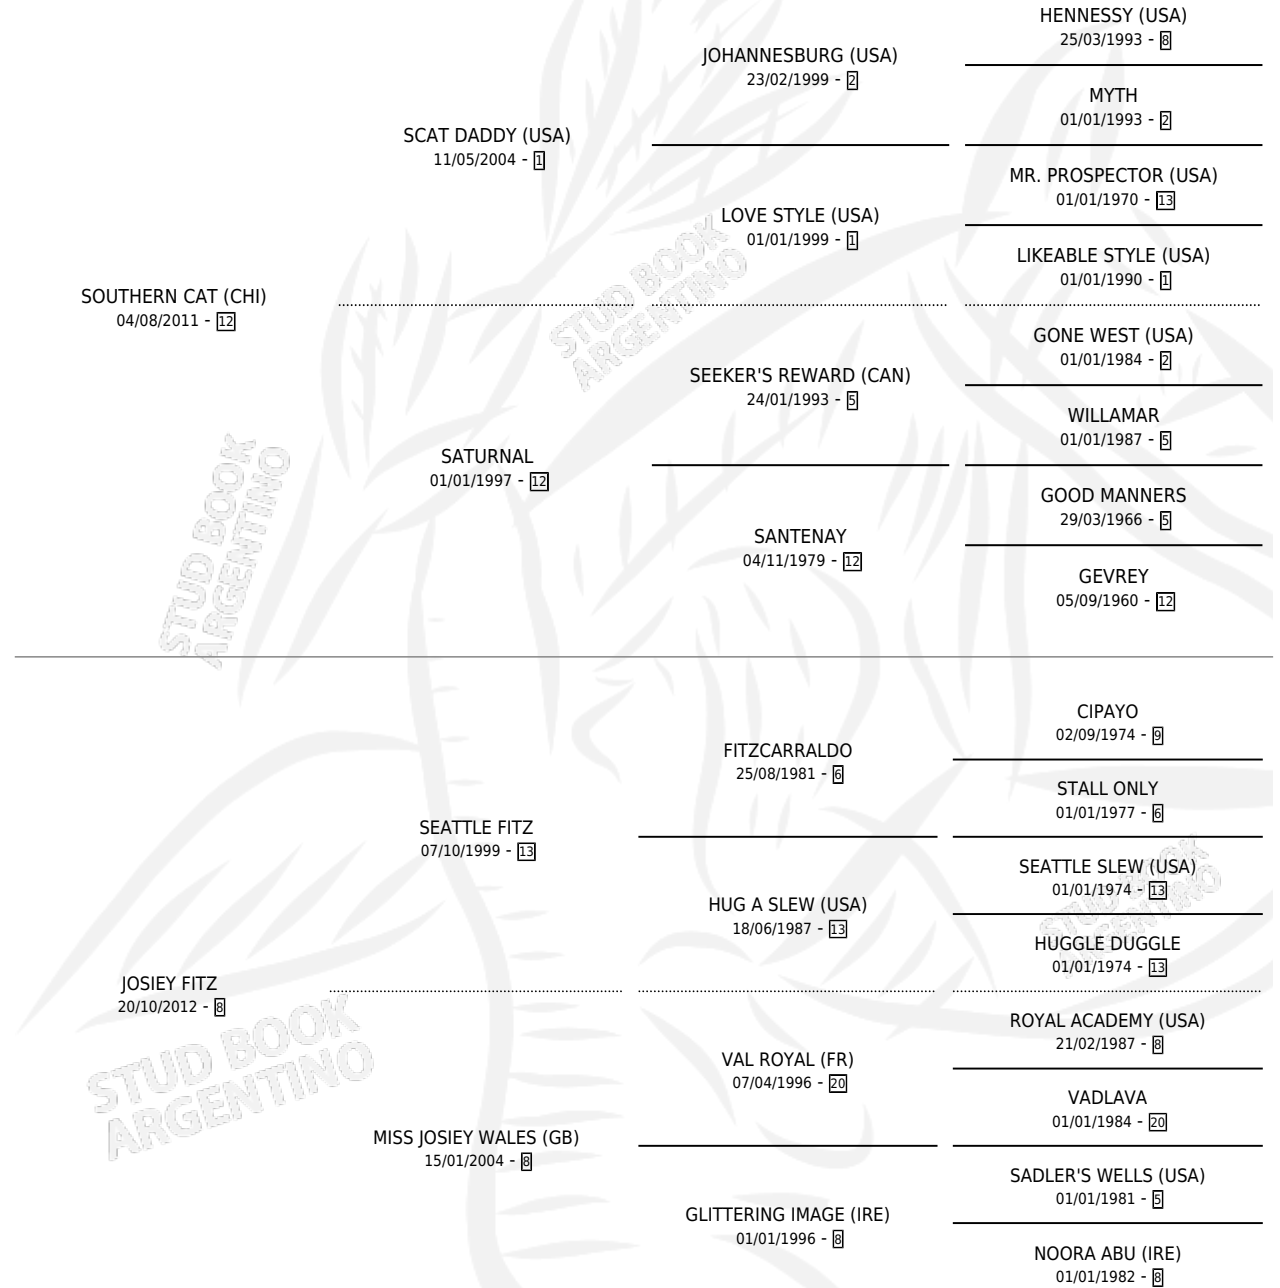 HENNESSY (USA)
25/03/1993 - 8
JOHANNESBURG (USA)
23/02/1999 - 2
MYTH
01/01/1993 - 2
SCAT DADDY (USA)
11/05/2004 - 1
MR. PROSPECTOR (USA)
01/01/1970 - 13
LOVE STYLE (USA)
01/01/1999 - 1
LIKEABLE STYLE (USA)
01/01/1990 - 1
SOUTHERN CAT (CHI)
04/08/2011 - 12
GONE WEST (USA)
01/01/1984 - 2
SEEKER'S REWARD (CAN)
24/01/1993 - 5
WILLAMAR
01/01/1987 - 5
SATURNAL
01/01/1997 - 12
GOOD MANNERS
29/03/1966 - 5
SANTENAY
04/11/1979 - 12
GEVREY
05/09/1960 - 12
STUD BOOK
ARGENTINO
STUD BOOK
ARGENTINO
CIPAYO
02/09/1974 - 9
FITZCARRALDO
25/08/1981 - 6
STALL ONLY
01/01/1977 - 6
SEATTLE FITZ
07/10/1999 - 13
SEATTLE SLEW (USA)
01/01/1974 - 13
HUG A SLEW (USA)
18/06/1987 - 13
HUGGLE DUGGLE
01/01/1974 - 13
JOSIEY FITZ
20/10/2012 - 8
ROYAL ACADEMY (USA)
21/02/1987 - 8
VAL ROYAL (FR)
07/04/1996 - 20
VADLAVA
01/01/1984 - 20
MISS JOSIEY WALES (GB)
15/01/2004 - 8
SADLER'S WELLS (USA)
01/01/1981 - 5
GLITTERING IMAGE (IRE)
01/01/1996 - 8
NOORA ABU (IRE)
01/01/1982 - 8
STUD BOOK
ARGENTINO
STUD BOOK
ARGENTINO